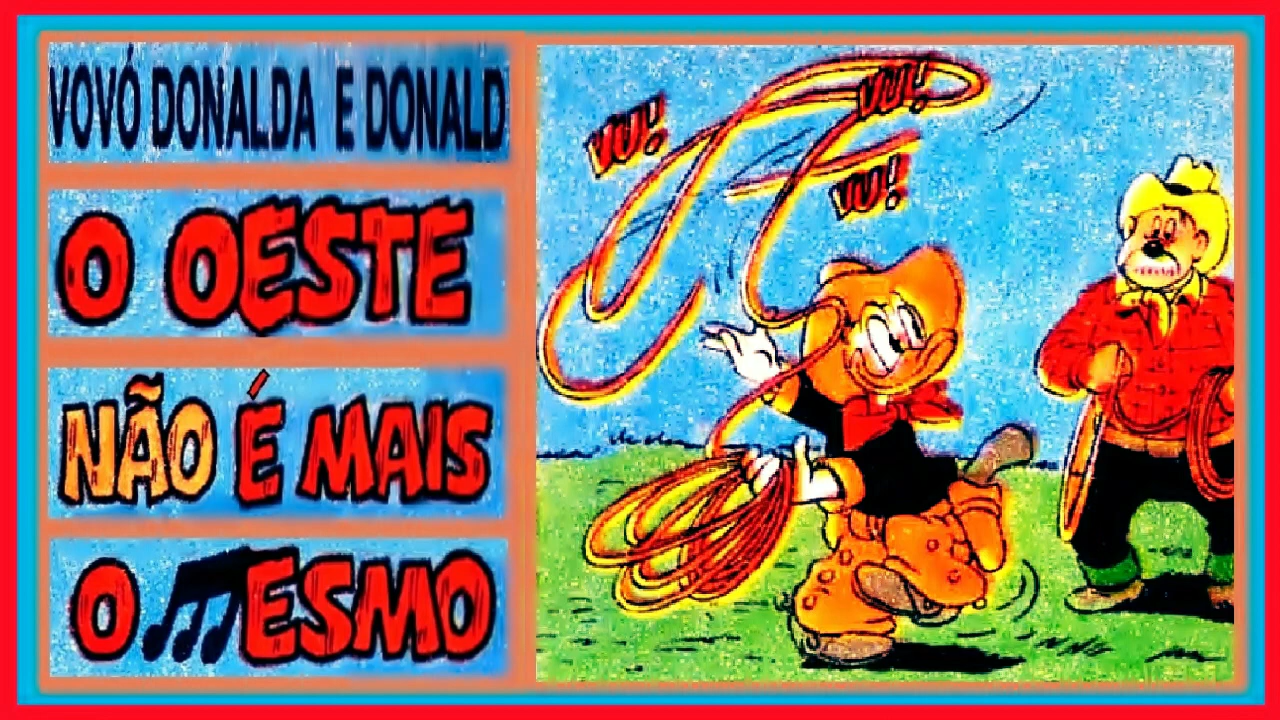 VOVÓ DONALDA E DONALD
O OESTE
NÃO É MAIS
O ESMO
VU!
VU!
VU!